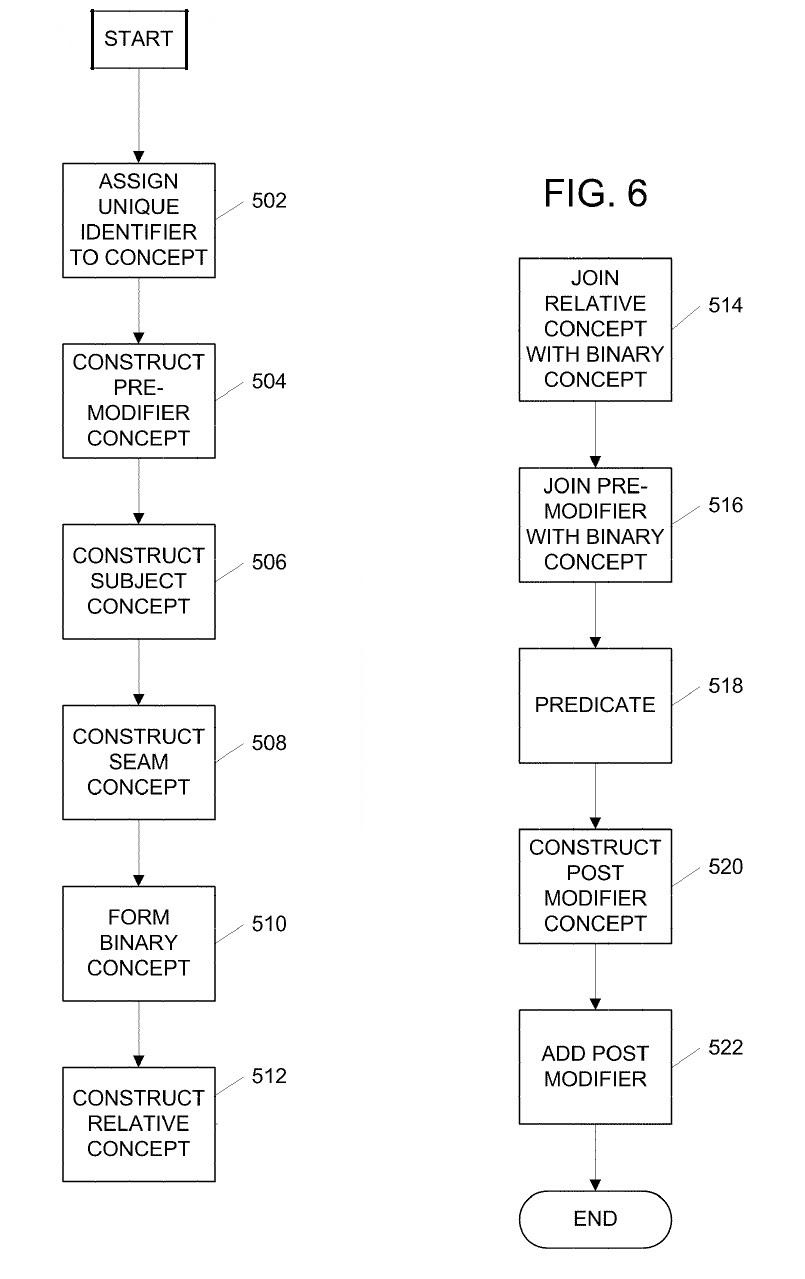 START
ASSIGN
UNIQUE
IDENTIFIER
TO CONCEPT
502
CONSTRUCT
PRE-
MODIFIER
CONCEPT
504
CONSTRUCT
SUBJECT
CONCEPT
506
CONSTRUCT
SEAM
CONCEPT
508
FORM
BINARY
CONCEPT
510
CONSTRUCT
RELATIVE
CONCEPT
512
FIG. 6
JOIN
RELATIVE
CONCEPT
WITH BINARY
CONCEPT
514
JOIN PRE-
MODIFIER
WITH BINARY
CONCEPT
516
PREDICATE
518
CONSTRUCT
POST
MODIFIER
CONCEPT
520
ADD POST
MODIFIER
522
END